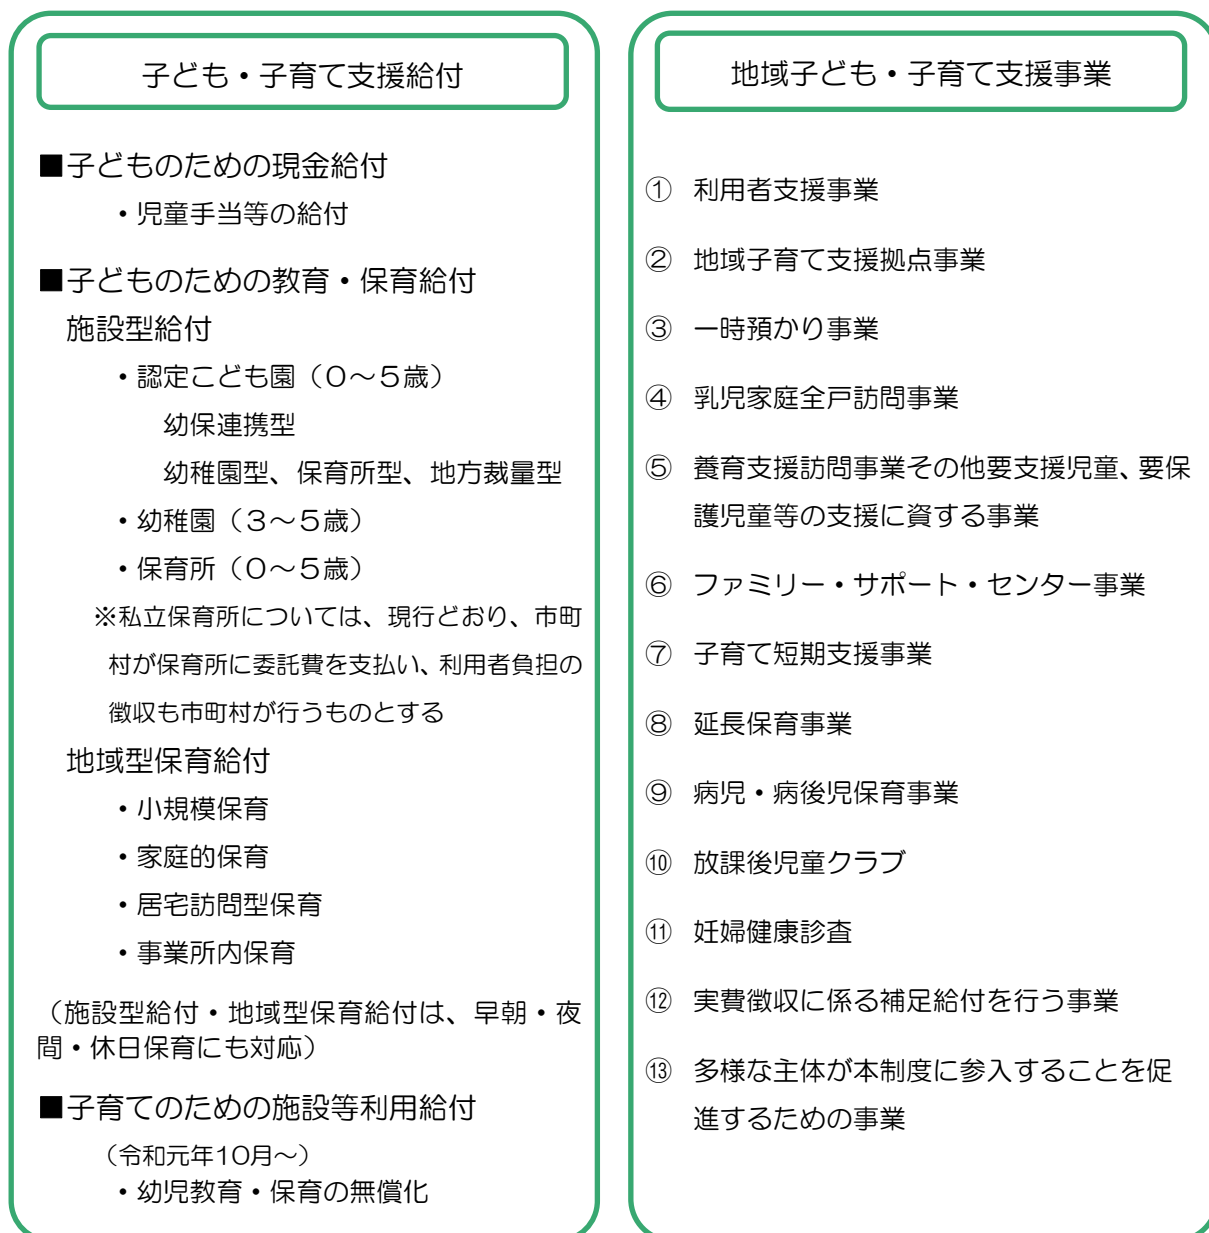 子ども・子育て支援給付
■子どものための現金給付
・児童手当等の給付
■子どものための教育・保育給付
施設型給付
・認定こども園（０～５歳）
幼保連携型
幼稚園型、保育所型、地方裁量型
・幼稚園（３～５歳）
・保育所（０～５歳）
※私立保育所については、現行どおり、市町
村が保育所に委託費を支払い、利用者負担の
徴収も市町村が行うものとする
地域型保育給付
・小規模保育
・家庭的保育
・居宅訪問型保育
・事業所内保育
（施設型給付・地域型保育給付は、早朝・夜
間・休日保育にも対応）
■子育てのための施設等利用給付
（令和元年10月～）
・幼児教育・保育の無償化
地域子ども・子育て支援事業
① 利用者支援事業
② 地域子育て支援拠点事業
③ 一時預かり事業
④ 乳児家庭全戸訪問事業
⑤ 養育支援訪問事業その他要支援児童、要保
護児童等の支援に資する事業
⑥ ファミリー・サポート・センター事業
⑦ 子育て短期支援事業
⑧ 延長保育事業
⑨ 病児・病後児保育事業
⑩ 放課後児童クラブ
⑪ 妊婦健康診査
⑫ 実費徴収に係る補足給付を行う事業
⑬ 多様な主体が本制度に参入することを促
進するための事業